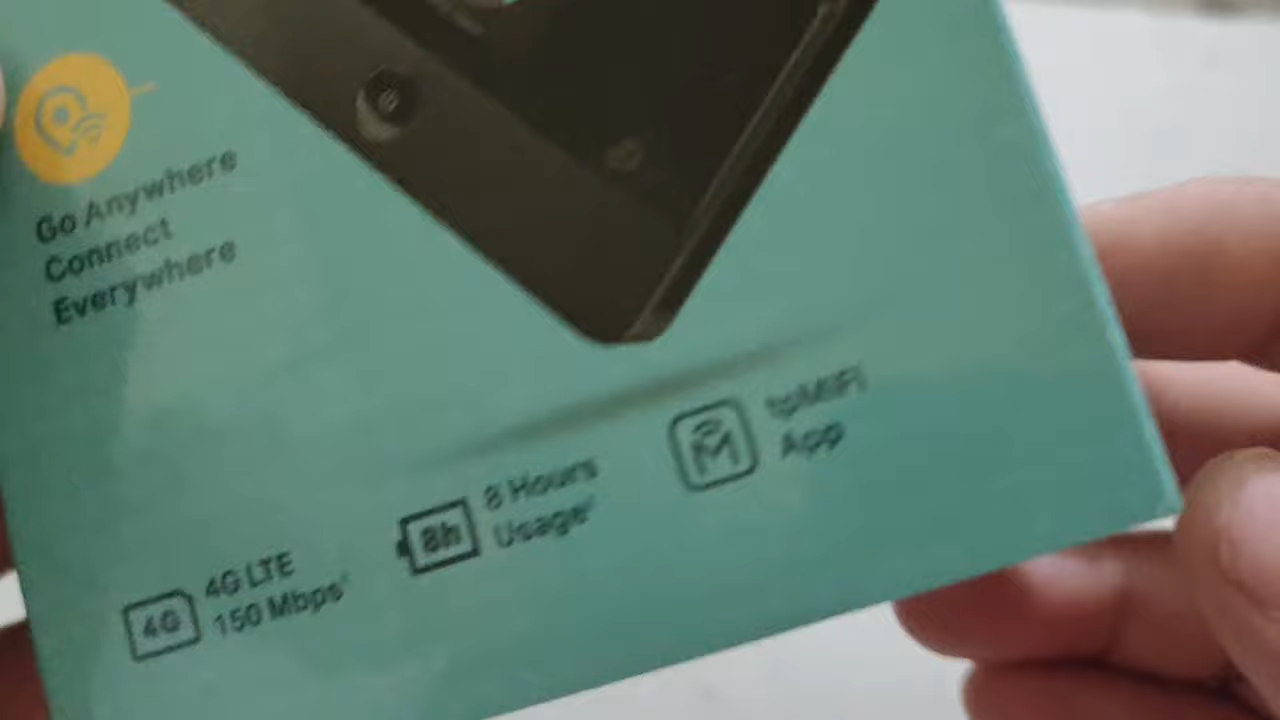 Go Anywhere
Connect
Everywhere
4G
4G LTE
150 Mbps
8h
8 Hours
Usage
tpMiFi
App